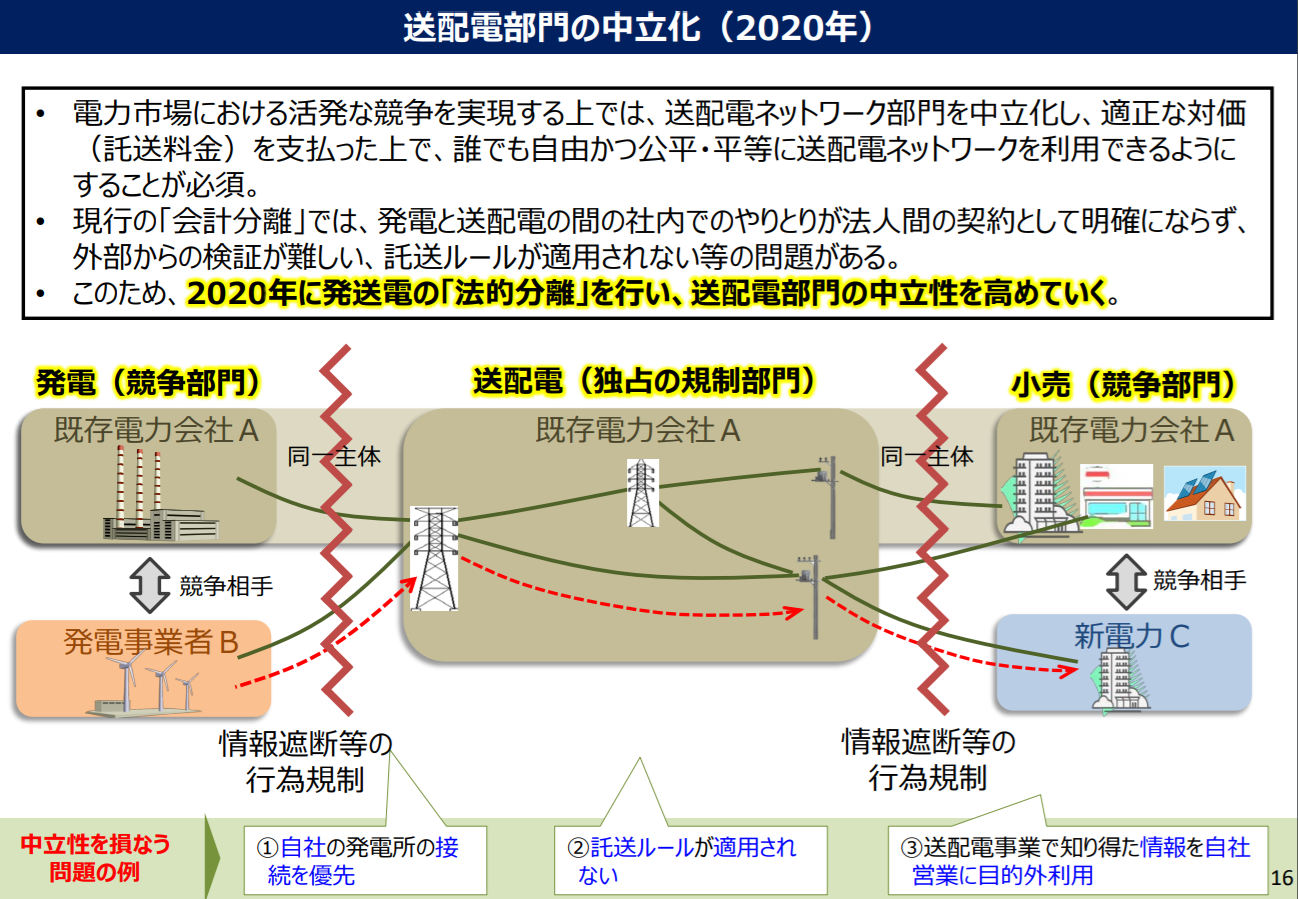 送配電部門の中立化（2020年）
• 電力市場における活発な競争を実現する上では、送配電ネットワーク部門を中立化し、適正な対価
（託送料金）を支払った上で、誰でも自由かつ公平・平等に送配電ネットワークを利用できるように
することが必須。
• 現行の「会計分離」では、発電と送配電の間の社内でのやりとりが法人間の契約として明確にならず、
外部からの検証が難しい、託送ルールが適用されない等の問題がある。
• このため、2020年に発送電の「法的分離」を行い、送配電部門の中立性を高めていく。
発電（競争部門）
送配電（独占の規制部門）
小売（競争部門）
既存電力会社A
同一主体
既存電力会社A
同一主体
既存電力会社A
競争相手
競争相手
発電事業者B
新電力C
情報遮断等の
行為規制
情報遮断等の
行為規制
中立性を損なう
問題の例
①自社の発電所の接
続を優先
②託送ルールが適用され
ない
③送配電事業で知り得た情報を自社
営業に目的外利用
16